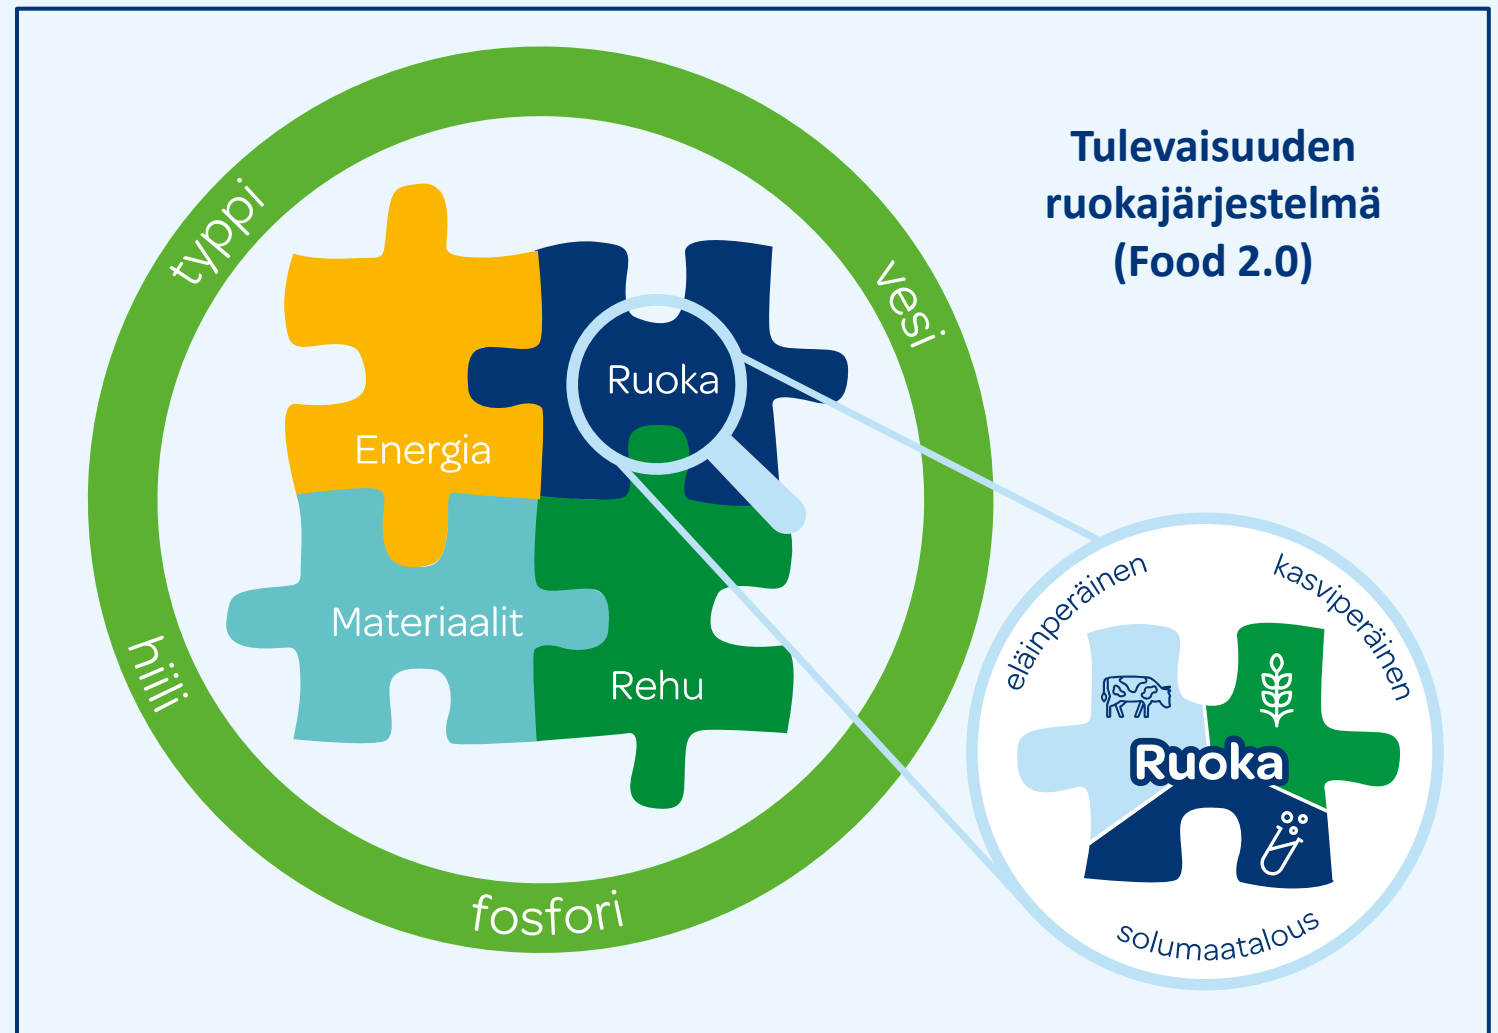 Tulevaisuuden
ruokajärjestelmä
(Food 2.0)
typpi
vesi
hiili
fosfori
Energia
Ruoka
Materiaalit
Rehu
eläinperäinen
kasviperäinen
Ruoka
solumaatalous